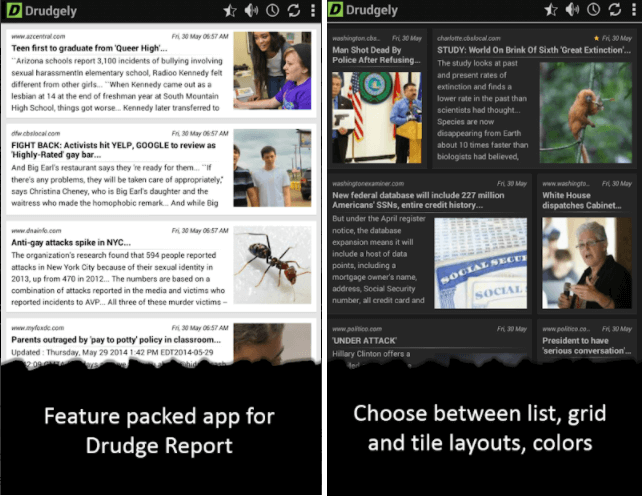 Drudgely
www.azcentral.com Fri, 30 May 06:57 AM
Teen first to graduate from 'Queer High'...
``Arizona schools report 3,100 incidents of bullying involving
sexual harassmentin elementary school, Radioo Kennedy felt
different from other girls... ``When Kennedy came out as a
lesbian at 14 at the end of freshman year at South Mountain
High School, things got worse... Kennedy later transferred to
dfw.cbslocal.com Fri, 30 May 06:57 AM
FIGHT BACK: Activists hit YELP, GOOGLE to review as
'Highly-Rated' gay bar...
And Big Earl's restaurant says they 're ready for them... ``If
there's any problems, they will be taken care of appropriately,"
says Christina Cheney, who is Big Earl's daughter and the
waitress who made the homophobic remark... And while Big
www.dnainfo.com Fri, 30 May 06:57 AM
Anti-gay attacks spike in NYC...
The organization's research found that 594 people reported
attacks in New York City because of their sexual identity in
2013, up from 470 in 2012... The numbers are based on a
combination of attacks reported in the media and victims who
reported incidents to AVP... All three of these murder victims –
www.myfoxdc.com Fri, 30 May 06:57 AM
Parents outraged by 'pay to potty' policy in classroom...
Updated : Thursday, May 29 2014 1:42 PM EDT2014-05-29
Feature packed app for
Drudge Report
Drudgely
washington.cbs... Fri, 30 May
Man Shot Dead By
Police After Refusing...
charlotte.cbslocal.com Fri, 30 May
STUDY: World On Brink Of Sixth 'Great Extinction'...
The study looks at past
and present rates of
extinction and finds a
lower rate in the past than
scientists had thought...
Species are now
disappearing from Earth
about 10 times faster than
biologists had believed,
washingtonexaminer.com Fri, 30 May
New federal database will include 227 million
Americans' SSNs, entire credit history...
But under the April register
notice, the database
expansion means it will
include a host of data
points, including a
mortgage owner's name,
address, Social Security
number, all credit card and
SOCIAL SECURITY
www.washingto... Fri, 30 May
White House
dispatches Cabinet...
www.politico.com Fri, 30 May
'UNDER ATTACK'
Hillary Clinton offers a
www.politico.co... Fri, 30 May
President to have
'serious conversation'...
Choose between list, grid
and tile layouts, colors